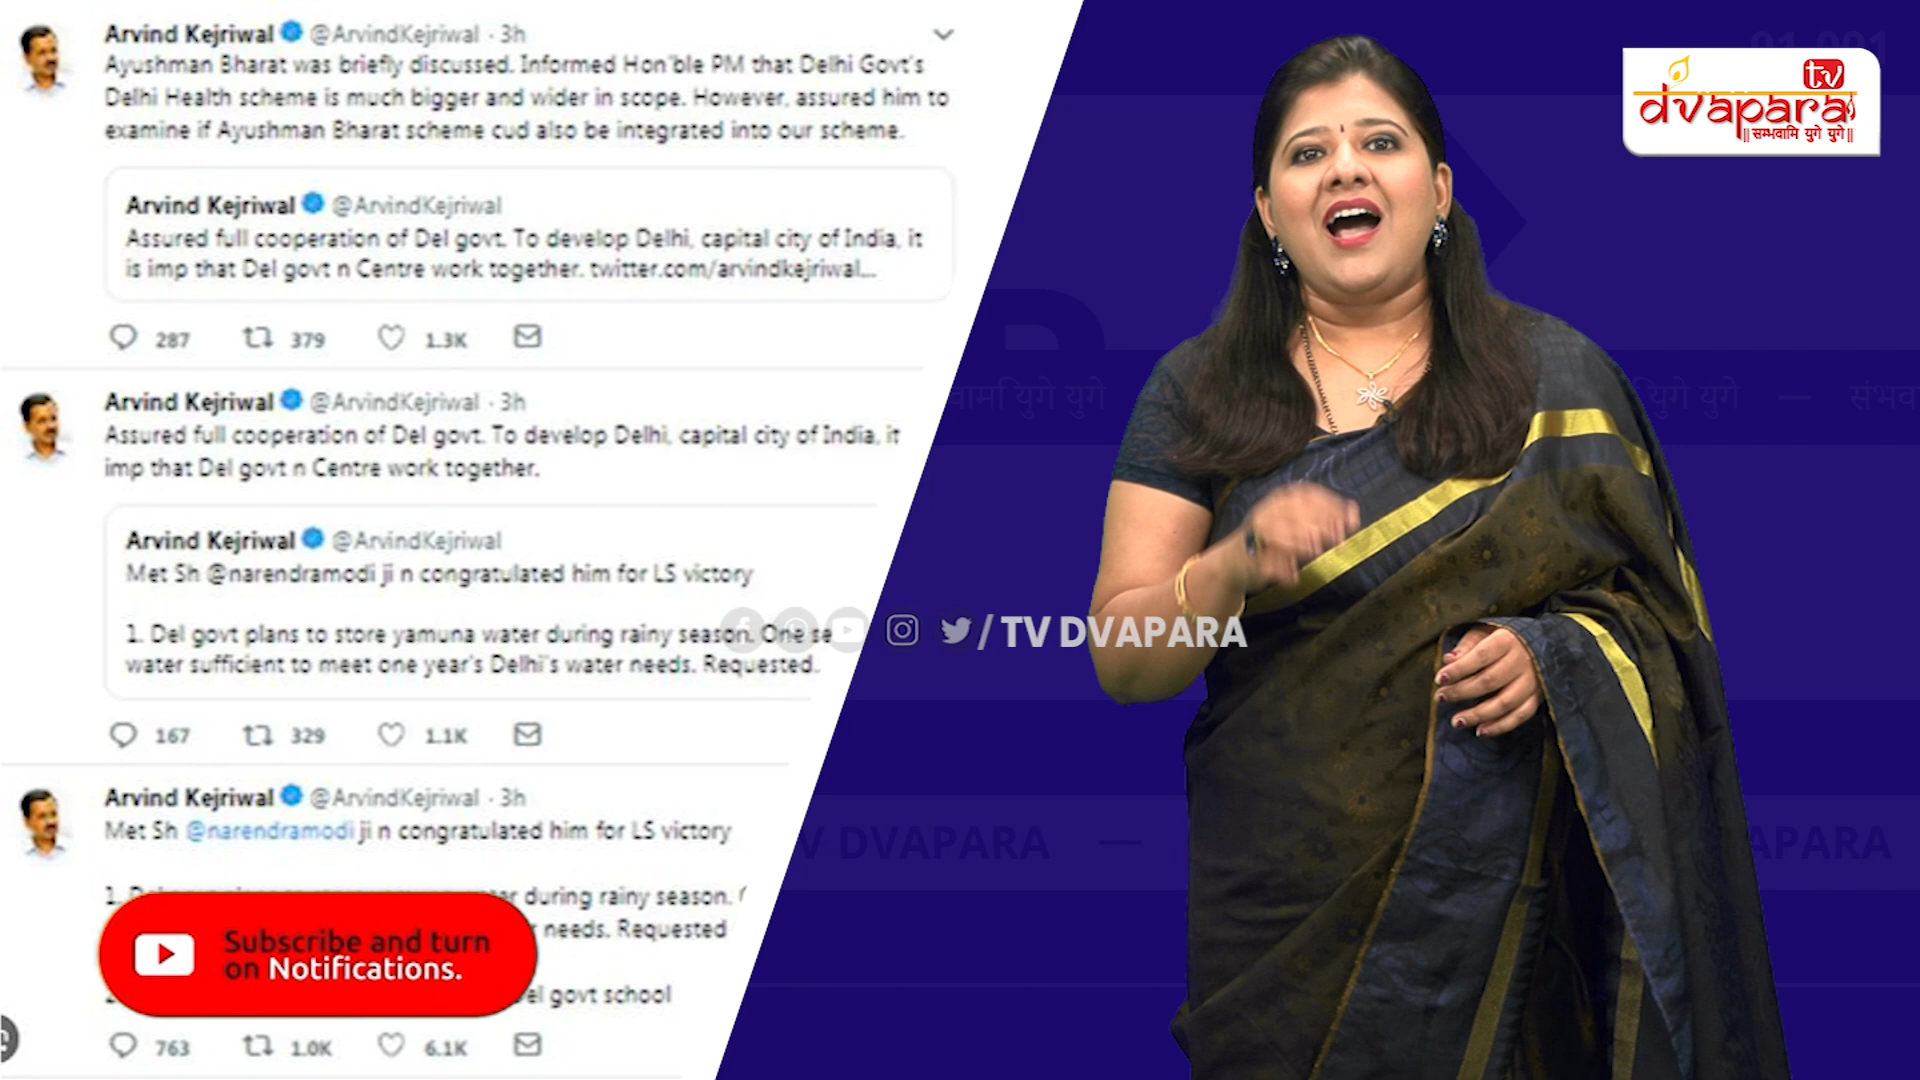 Arvind Kejriwal @ArvindKejriwal · 3h
Ayushman Bharat was briefly discussed. Informed Hon'ble PM that Delhi Govt's
Delhi Health scheme is much bigger and wider in scope. However, assured him to
examine if Ayushman Bharat scheme cud also be integrated into our scheme.
Arvind Kejriwal @ArvindKejriwal
Assured full cooperation of Del govt. To develop Delhi, capital city of India, it
is imp that Del govt n Centre work together. twitter.com/arvindkejriwal...
287 379 1.3K
Arvind Kejriwal @ArvindKejriwal · 3h
Assured full cooperation of Del govt. To develop Delhi, capital city of India, it
imp that Del govt n Centre work together.
Arvind Kejriwal @ArvindKejriwal
Met Sh @narendramodi ji n congratulated him for LS victory
1. Del govt plans to store yamuna water during rainy season. One se
water sufficient to meet one year's Delhi's water needs. Requested.
167 329 1.1K
Arvind Kejriwal @ArvindKejriwal · 3h
Met Sh @narendramodi ji n congratulated him for LS victory
during rainy season.
needs. Requested
Subscribe and turn
on Notifications.
govt school
763 1.0K 6.1K
/ TV DVAPARA
tv
dvapara
॥सम्भवामि युगे युगे॥
युगे युगे
युगे युगे —
DVAPARA —